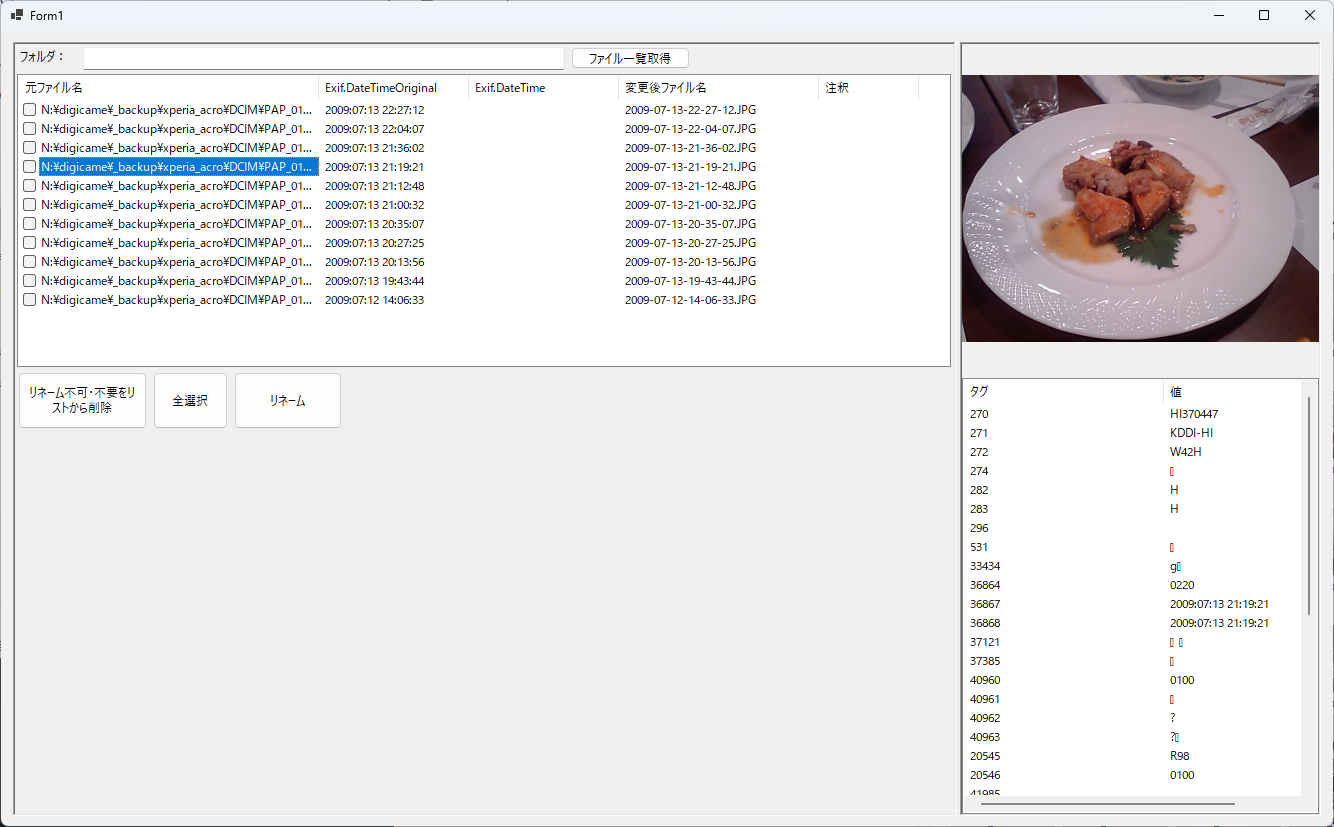 Form1
フォルダ：
ファイル一覧取得
元ファイル名 Exif.DateTimeOriginal Exif.DateTime 変更後ファイル名 注釈
N:¥digicame¥_backup¥xperia_acro¥DCIM¥PAP_01... 2009:07:13 22:27:12 2009-07-13-22-27-12.JPG
N:¥digicame¥_backup¥xperia_acro¥DCIM¥PAP_01... 2009:07:13 22:04:07 2009-07-13-22-04-07.JPG
N:¥digicame¥_backup¥xperia_acro¥DCIM¥PAP_01... 2009:07:13 21:36:02 2009-07-13-21-36-02.JPG
N:¥digicame¥_backup¥xperia_acro¥DCIM¥PAP_01... 2009:07:13 21:19:21 2009-07-13-21-19-21.JPG
N:¥digicame¥_backup¥xperia_acro¥DCIM¥PAP_01... 2009:07:13 21:12:48 2009-07-13-21-12-48.JPG
N:¥digicame¥_backup¥xperia_acro¥DCIM¥PAP_01... 2009:07:13 21:00:32 2009-07-13-21-00-32.JPG
N:¥digicame¥_backup¥xperia_acro¥DCIM¥PAP_01... 2009:07:13 20:35:07 2009-07-13-20-35-07.JPG
N:¥digicame¥_backup¥xperia_acro¥DCIM¥PAP_01... 2009:07:13 20:27:25 2009-07-13-20-27-25.JPG
N:¥digicame¥_backup¥xperia_acro¥DCIM¥PAP_01... 2009:07:13 20:13:56 2009-07-13-20-13-56.JPG
N:¥digicame¥_backup¥xperia_acro¥DCIM¥PAP_01... 2009:07:13 19:43:44 2009-07-13-19-43-44.JPG
N:¥digicame¥_backup¥xperia_acro¥DCIM¥PAP_01... 2009:07:12 14:06:33 2009-07-12-14-06-33.JPG
リネーム不可・不要をリ
ストから削除
全選択
リネーム
タグ 値
270 HI370447
271 KDDI-HI
272 W42H
274
282 H
283 H
296
531
33434 g
36864 0220
36867 2009:07:13 21:19:21
36868 2009:07:13 21:19:21
37121
37385
40960 0100
40961
40962 ?
40963 ?
20545 R98
20546 0100
41985